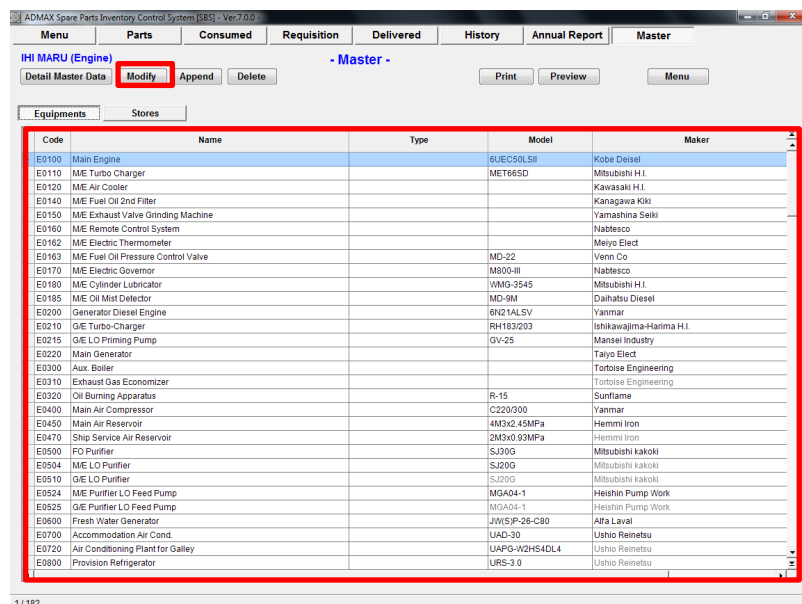 ADMAX Spare Parts Inventory Control System [SBS] - Ver.7.0.0 -
Menu Parts Consumed Requisition Delivered History Annual Report Master
IHI MARU (Engine) - Master -
Detail Master Data Modify Append Delete Print Preview Menu
Equipments Stores
Code Name Type Model Maker
E0100 Main Engine 6UEC50LSII Kobe Deisel
E0110 M/E Turbo Charger MET66SD Mitsubishi H.I.
E0120 M/E Air Cooler Kawasaki H.I.
E0140 M/E Fuel Oil 2nd Filter Kanagawa Kiki
E0150 M/E Exhaust Valve Grinding Machine Yamashina Seiki
E0160 M/E Remote Control System Nabtesco
E0162 M/E Electric Thermometer Meiyo Elect
E0163 M/E Fuel Oil Pressure Control Valve MD-22 Venn Co
E0170 M/E Electric Governor M800-III Nabtesco
E0180 M/E Cylinder Lubricator WMG-3545 Mitsubishi H.I.
E0185 M/E Oil Mist Detector MD-9M Daihatsu Diesel
E0200 Generator Diesel Engine 6N21ALSV Yanmar
E0210 G/E Turbo-Charger RH183/203 Ishikawajima-Harima H.I.
E0215 G/E LO Priming Pump GV-25 Mansei Industry
E0220 Main Generator Taiyo Elect
E0300 Aux. Boiler Tortoise Engineering
E0310 Exhaust Gas Economizer Tortoise Engineering
E0320 Oil Burning Apparatus R-15 Sunflame
E0400 Main Air Compressor C220/300 Yanmar
E0450 Main Air Reservoir 4M3x2.45MPa Hemmi Iron
E0470 Ship Service Air Reservoir 2M3x0.93MPa Hemmi Iron
E0500 FO Purifier SJ30G Mitsubishi kakoki
E0504 M/E LO Purifier SJ20G Mitsubishi kakoki
E0510 G/E LO Purifier SJ20G Mitsubishi kakoki
E0524 M/E Purifier LO Feed Pump MGA04-1 Heishin Pump Work
E0525 G/E Purifier LO Feed Pump MGA04-1 Heishin Pump Work
E0600 Fresh Water Generator JW(S)P-26-C80 Alfa Laval
E0700 Accommodation Air Cond. UAD-30 Ushio Reinetsu
E0720 Air Conditioning Plant for Galley UAPG-W2HS4DL4 Ushio Reinetsu
E0800 Provision Refrigerator URS-3.0 Ushio Reinetsu
1 / 182